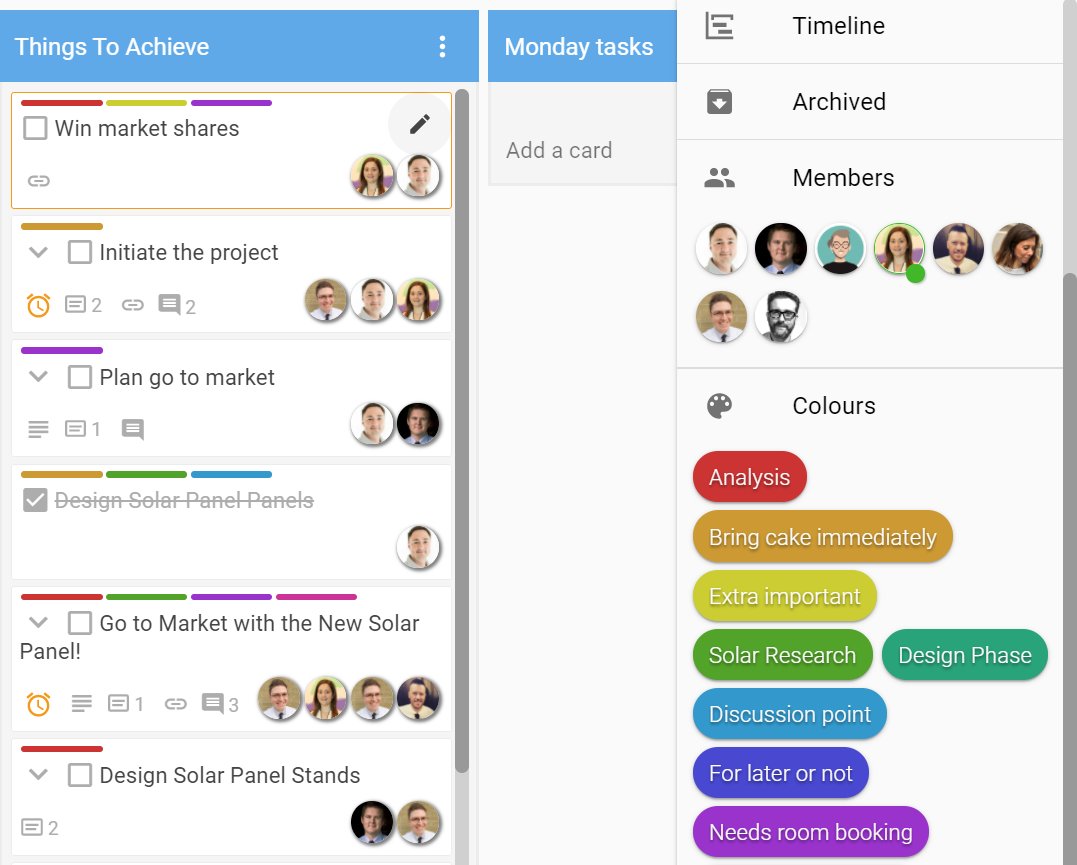 Things To Achieve
Win market shares
Initiate the project
2
2
Plan go to market
1
Design Solar Panel Panels
Go to Market with the New Solar
Panel!
1
3
Design Solar Panel Stands
2
Monday tasks
Add a card
Timeline
Archived
Members
Colours
Analysis
Bring cake immediately
Extra important
Solar Research
Design Phase
Discussion point
For later or not
Needs room booking